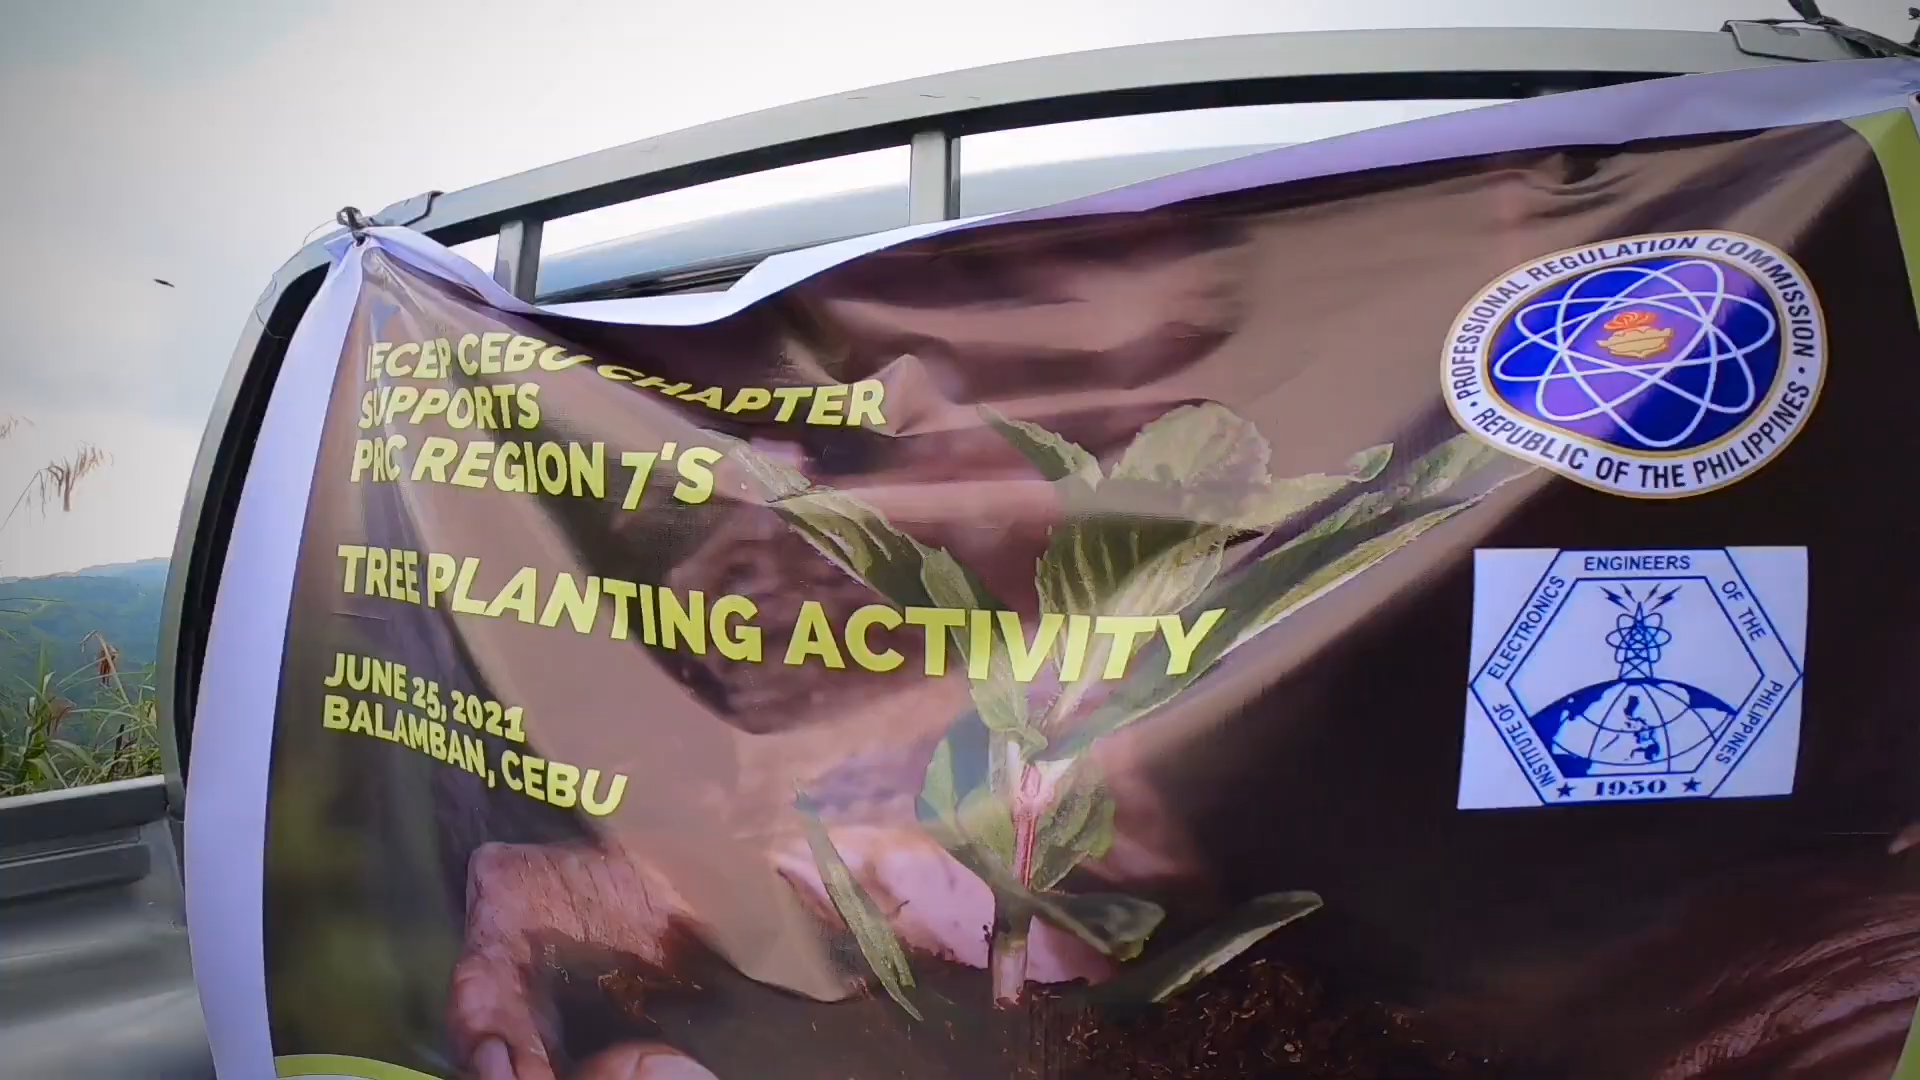 IECEP CEBU CHAPTER
SUPPORTS
PRC REGION 7'S
TREE PLANTING ACTIVITY
JUNE 25, 2021
BALAMBAN, CEBU
PROFESSIONAL REGULATION COMMISSION
• REPUBLIC OF THE PHILIPPINES •
INSTITUTE OF ELECTRONICS ENGINEERS OF THE PHILIPPINES
★ 1950 ★